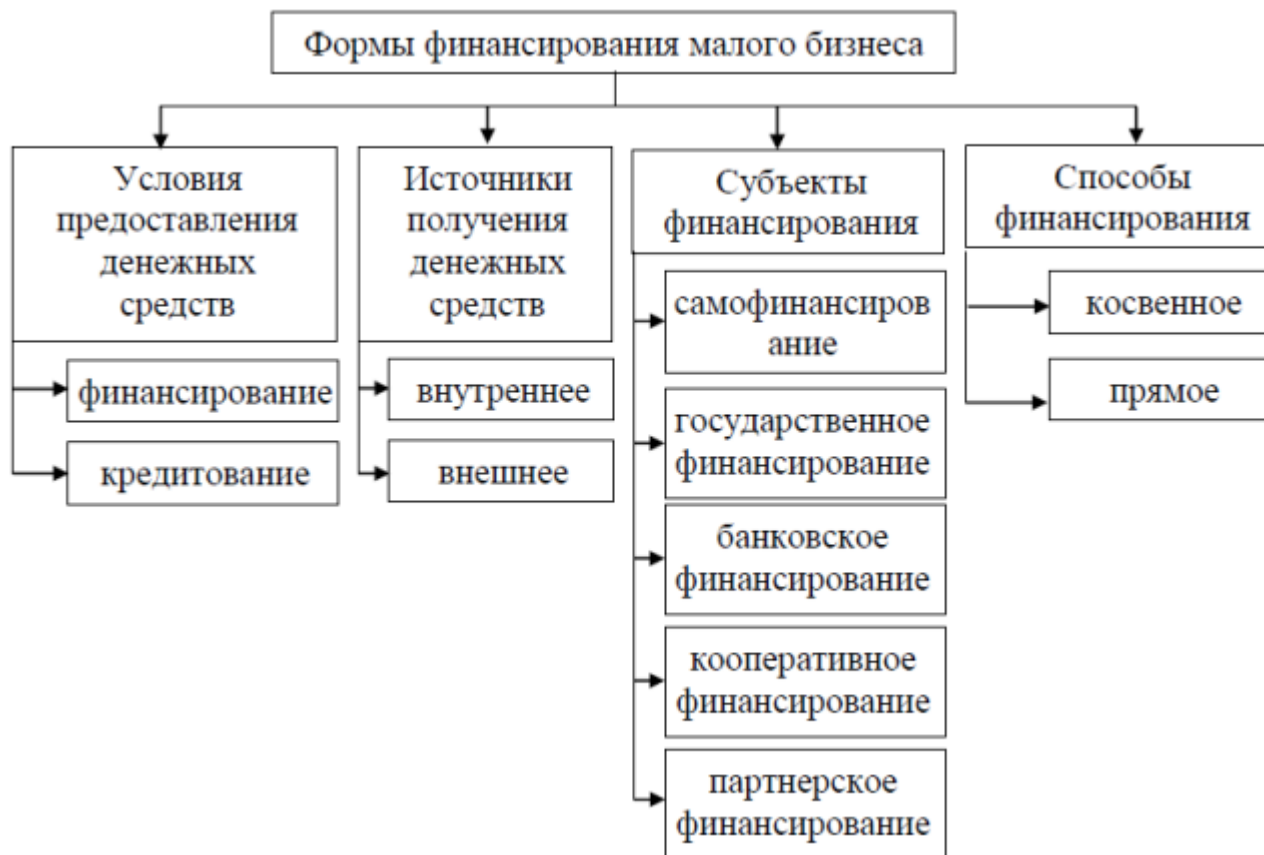 Формы финансирования малого бизнеса
Условия
предоставления
денежных
средств
финансирование
кредитование
Источники
получения
денежных
средств
внутреннее
внешнее
Субъекты
финансирования
самофинансиров
ание
государственное
финансирование
банковское
финансирование
кооперативное
финансирование
партнерское
финансирование
Способы
финансирования
косвенное
прямое